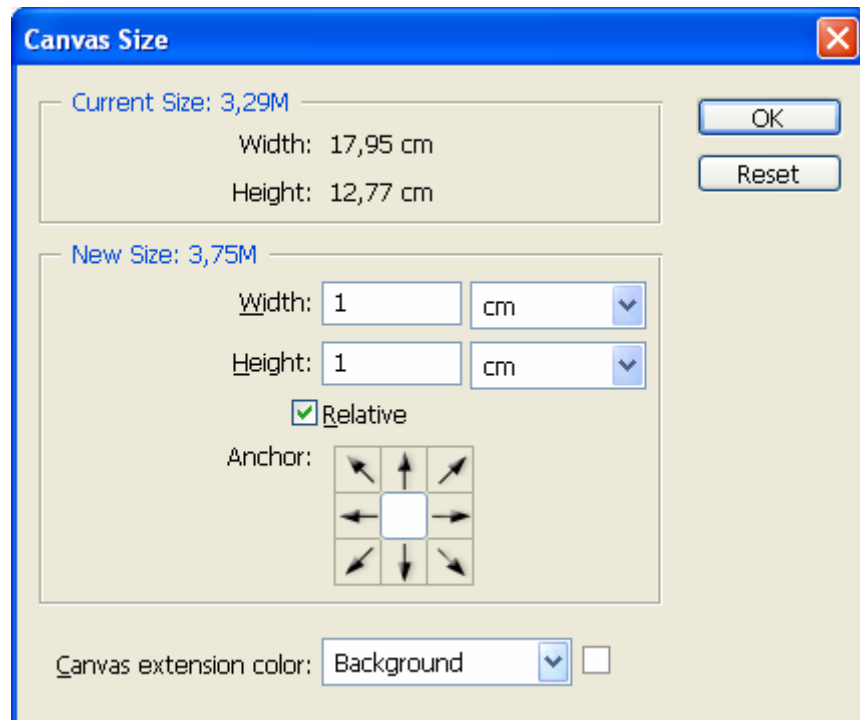 Canvas Size
Current Size: 3,29M
Width: 17,95 cm
Height: 12,77 cm
OK
Reset
New Size: 3,75M
Width: 1 cm
Height: 1 cm
Relative
Anchor:
Canvas extension color: Background